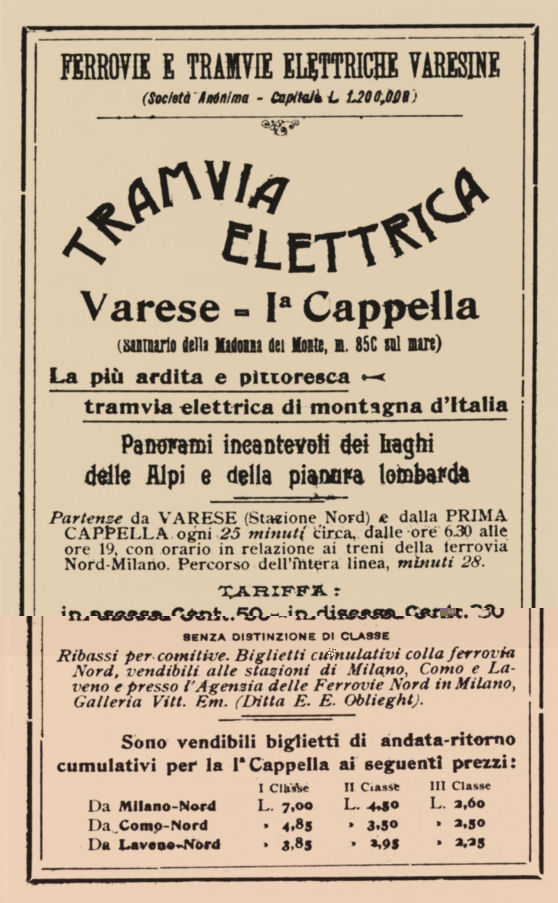 FERROVIE E TRAMVIE ELETTRICHE VARESINE
(Società Anonima - Capitale L. 1.200,000)
TRAMVIA
ELETTRICA
Varese - Iª Cappella
(Santuario della Madonna dei Monte, m. 850 sul mare)
La più ardita e pittoresca
tramvia elettrica di montagna d'Italia
Panorami incantevoli dei laghi
delle Alpi e della pianura lombarda
Partenze da VARESE (Stazione Nord) e dalla PRIMA
CAPPELLA ogni 25 minuti circa, dalle ore 6.30 alle
ore 19, con orario in relazione ai treni della ferrovia
Nord-Milano. Percorso dell'intera linea, minuti 28.
TARIFFA:
in ascesa Cent. 50 - in discesa Cent.
SENZA DISTINZIONE DI CLASSE
Ribassi per comitive. Biglietti cumulativi colla ferrovia
Nord, vendibili alle stazioni di Milano, Como e La-
veno e presso l'Agenzia delle Ferrovie Nord in Milano,
Galleria Vitt. Em. (Ditta E. E. Oblieght).
Sono vendibili biglietti di andata-ritorno
cumulativi per la Iª Cappella ai seguenti prezzi:
I Classe II Classe III Classe
Da Milano-Nord L. 7,00 L. 4,50 L. 2,60
Da Como-Nord » 4,85 » 3,50 » 2,50
Da Laveno-Nord » 3,85 » 2,95 » 2,25